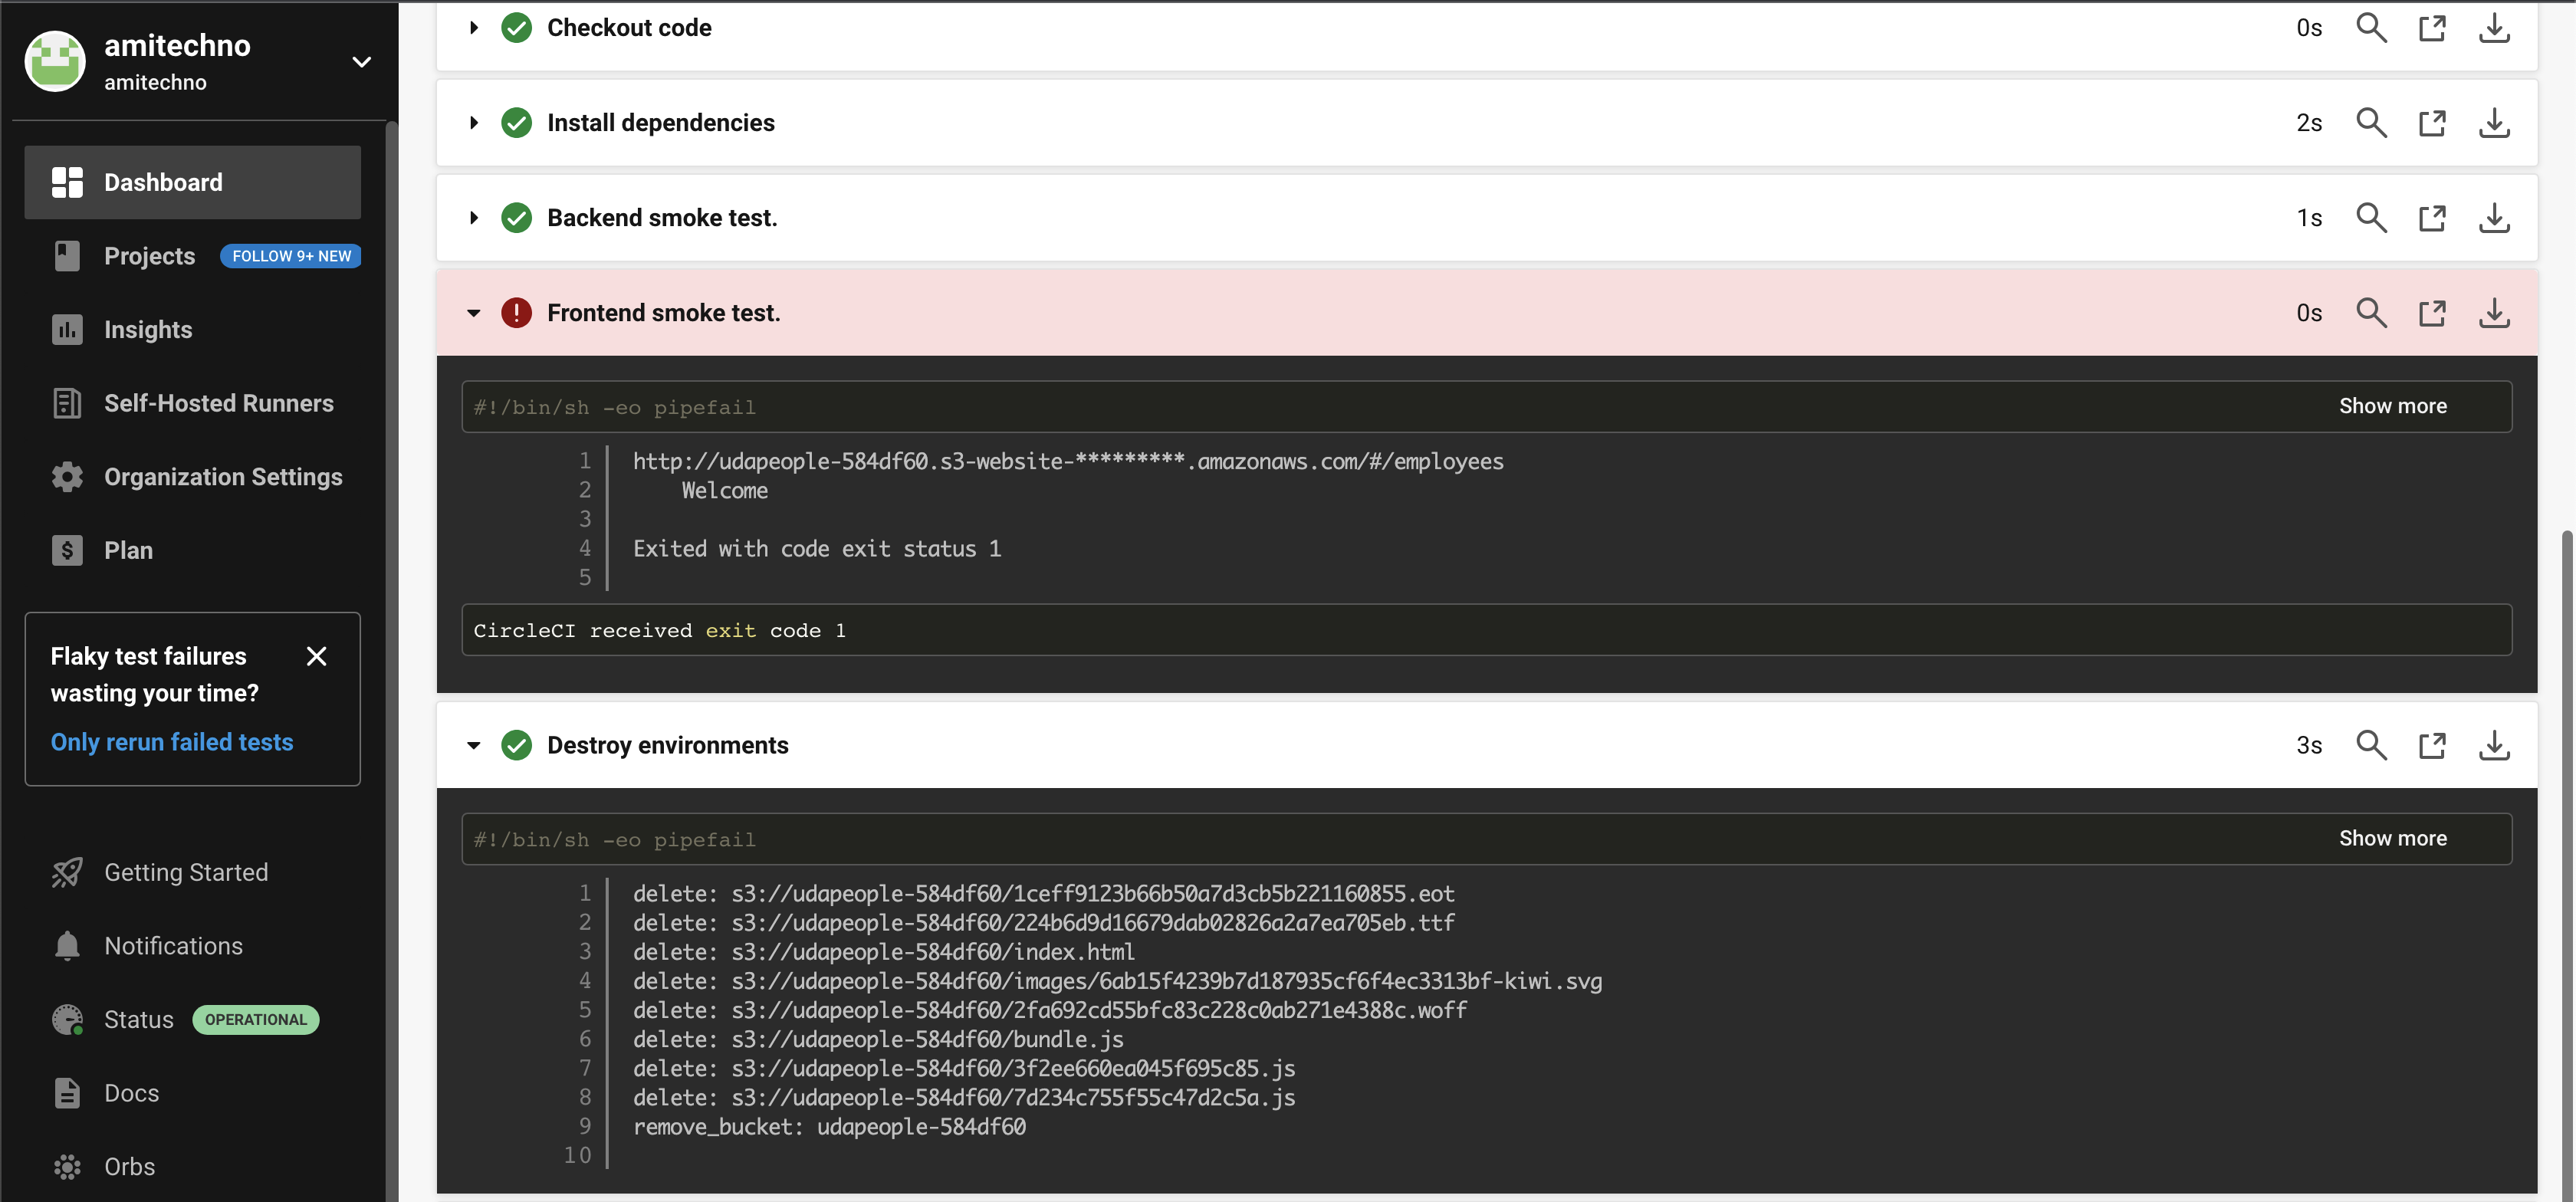 amitechno
amitechno
Dashboard
Projects FOLLOW 9+ NEW
Insights
Self-Hosted Runners
Organization Settings
Plan
Flaky test failures
wasting your time?
Only rerun failed tests
Getting Started
Notifications
Status OPERATIONAL
Docs
Orbs
Checkout code 0s
Install dependencies 2s
Backend smoke test. 1s
Frontend smoke test. 0s
#!/bin/sh -eo pipefail Show more
1 http://udapeople-584df60.s3-website-*********.amazonaws.com/#/employees
2 Welcome
3
4 Exited with code exit status 1
5
CircleCI received exit code 1
Destroy environments 3s
#!/bin/sh -eo pipefail Show more
1 delete: s3://udapeople-584df60/1ceff9123b66b50a7d3cb5b221160855.eot
2 delete: s3://udapeople-584df60/224b6d9d16679dab02826a2a7ea705eb.ttf
3 delete: s3://udapeople-584df60/index.html
4 delete: s3://udapeople-584df60/images/6ab15f4239b7d187935cf6f4ec3313bf-kiwi.svg
5 delete: s3://udapeople-584df60/2fa692cd55bfc83c228c0ab271e4388c.woff
6 delete: s3://udapeople-584df60/bundle.js
7 delete: s3://udapeople-584df60/3f2ee660ea045f695c85.js
8 delete: s3://udapeople-584df60/7d234c755f55c47d2c5a.js
9 remove_bucket: udapeople-584df60
10